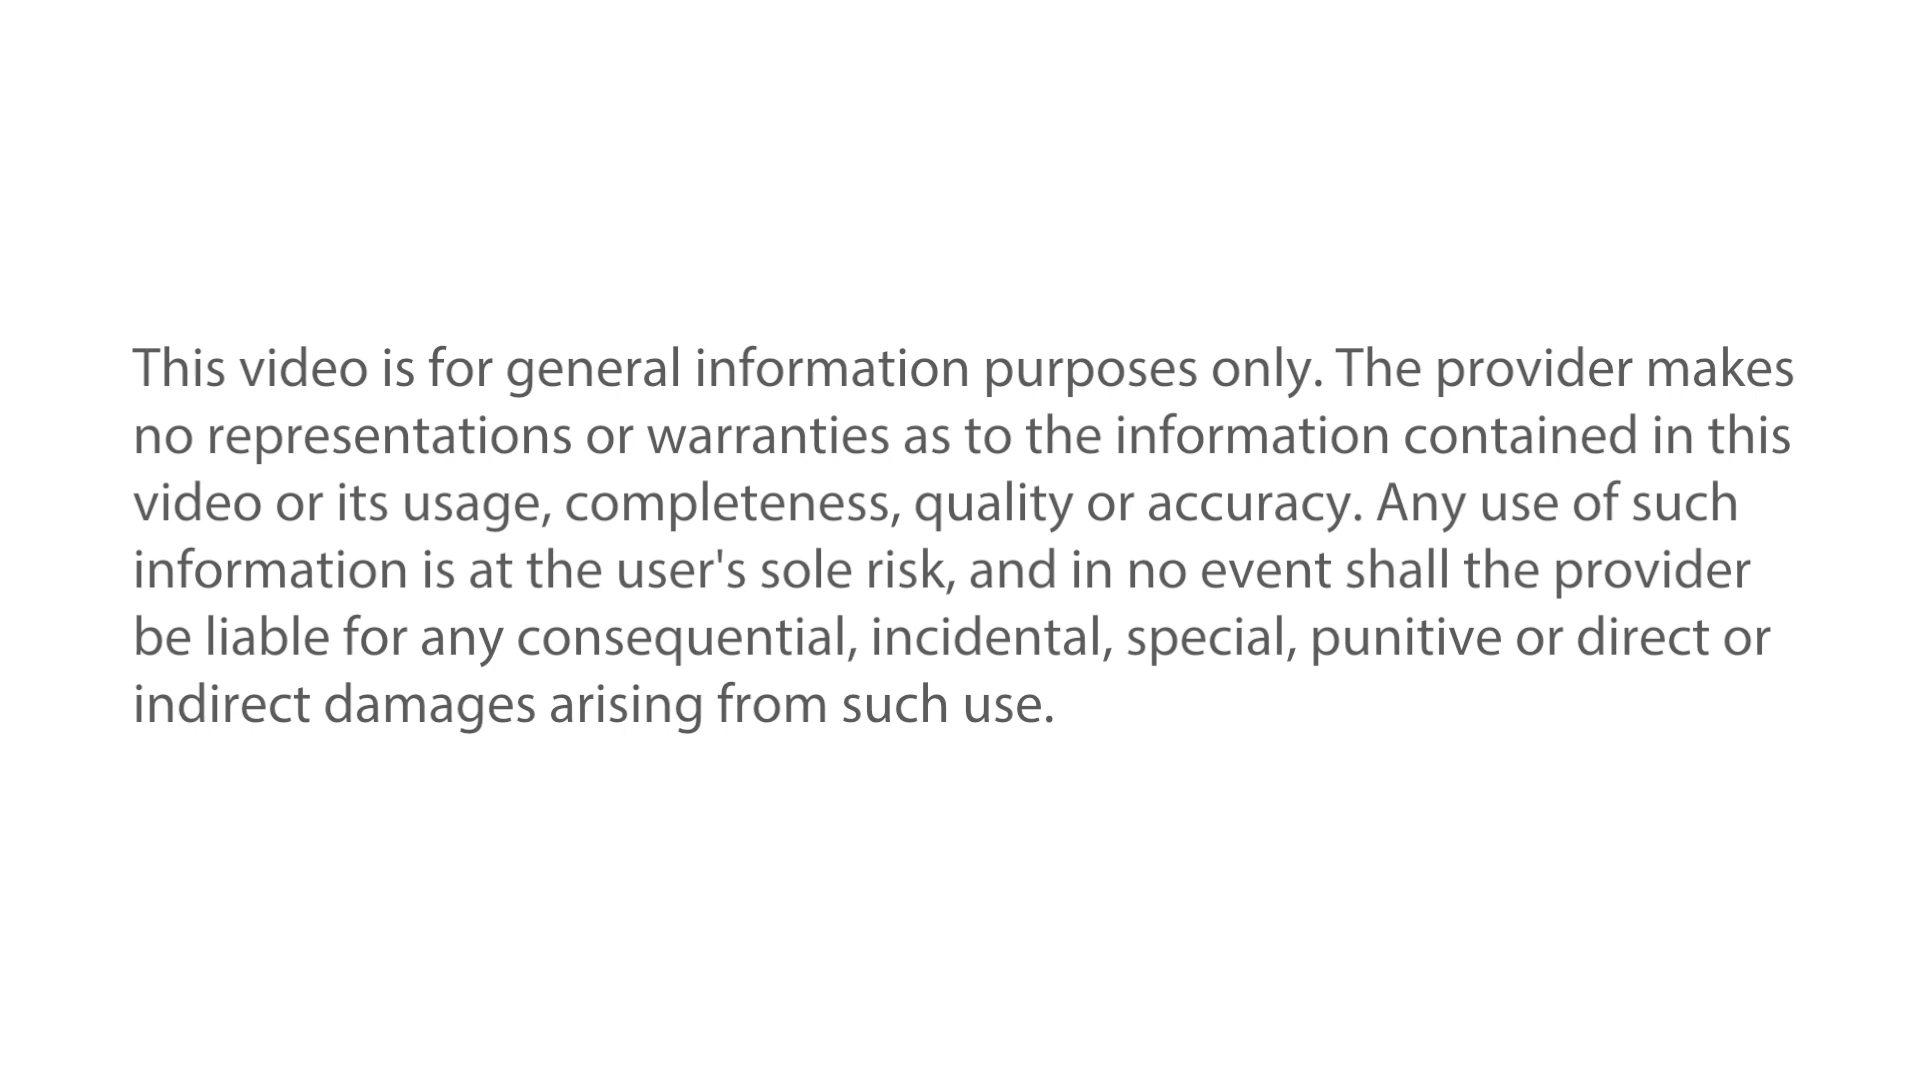 This video is for general information purposes only. The provider makes
no representations or warranties as to the information contained in this
video or its usage, completeness, quality or accuracy. Any use of such
information is at the user's sole risk, and in no event shall the provider
be liable for any consequential, incidental, special, punitive or direct or
indirect damages arising from such use.